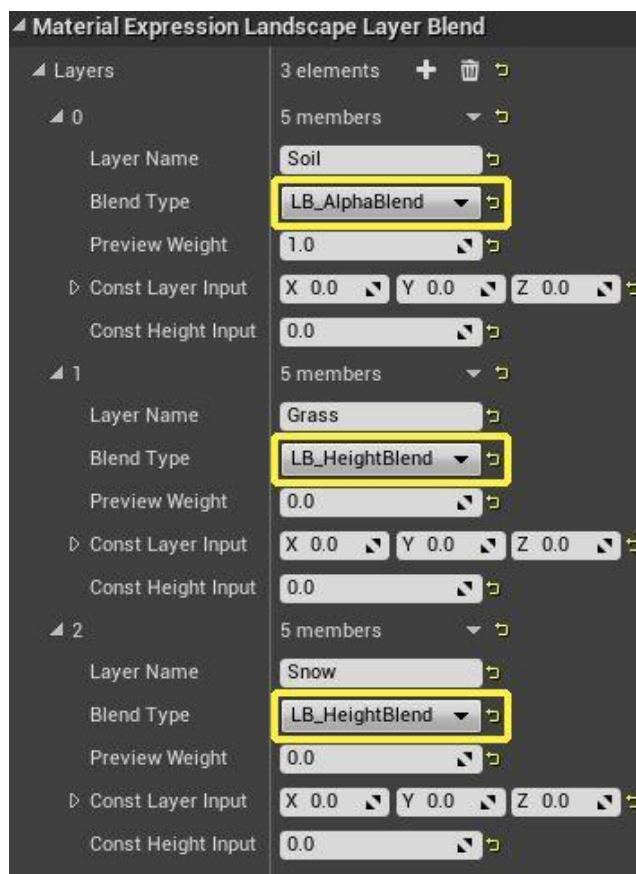 Material Expression Landscape Layer Blend
Layers 3 elements
0 5 members
Layer Name Soil
Blend Type LB_AlphaBlend
Preview Weight 1.0
Const Layer Input X 0.0 Y 0.0 Z 0.0
Const Height Input 0.0
1 5 members
Layer Name Grass
Blend Type LB_HeightBlend
Preview Weight 0.0
Const Layer Input X 0.0 Y 0.0 Z 0.0
Const Height Input 0.0
2 5 members
Layer Name Snow
Blend Type LB_HeightBlend
Preview Weight 0.0
Const Layer Input X 0.0 Y 0.0 Z 0.0
Const Height Input 0.0